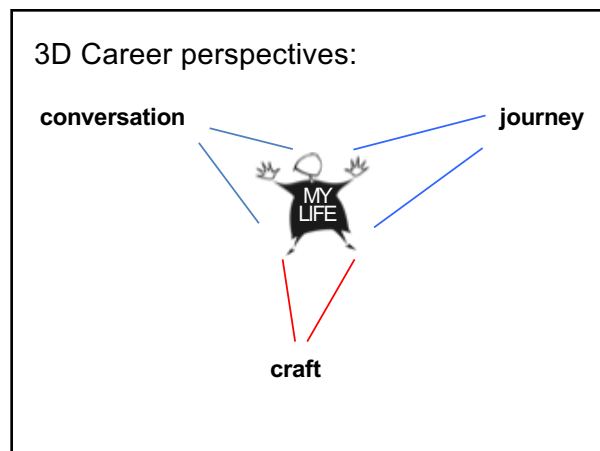 3D Career perspectives:
conversation
journey
MY
LIFE
craft